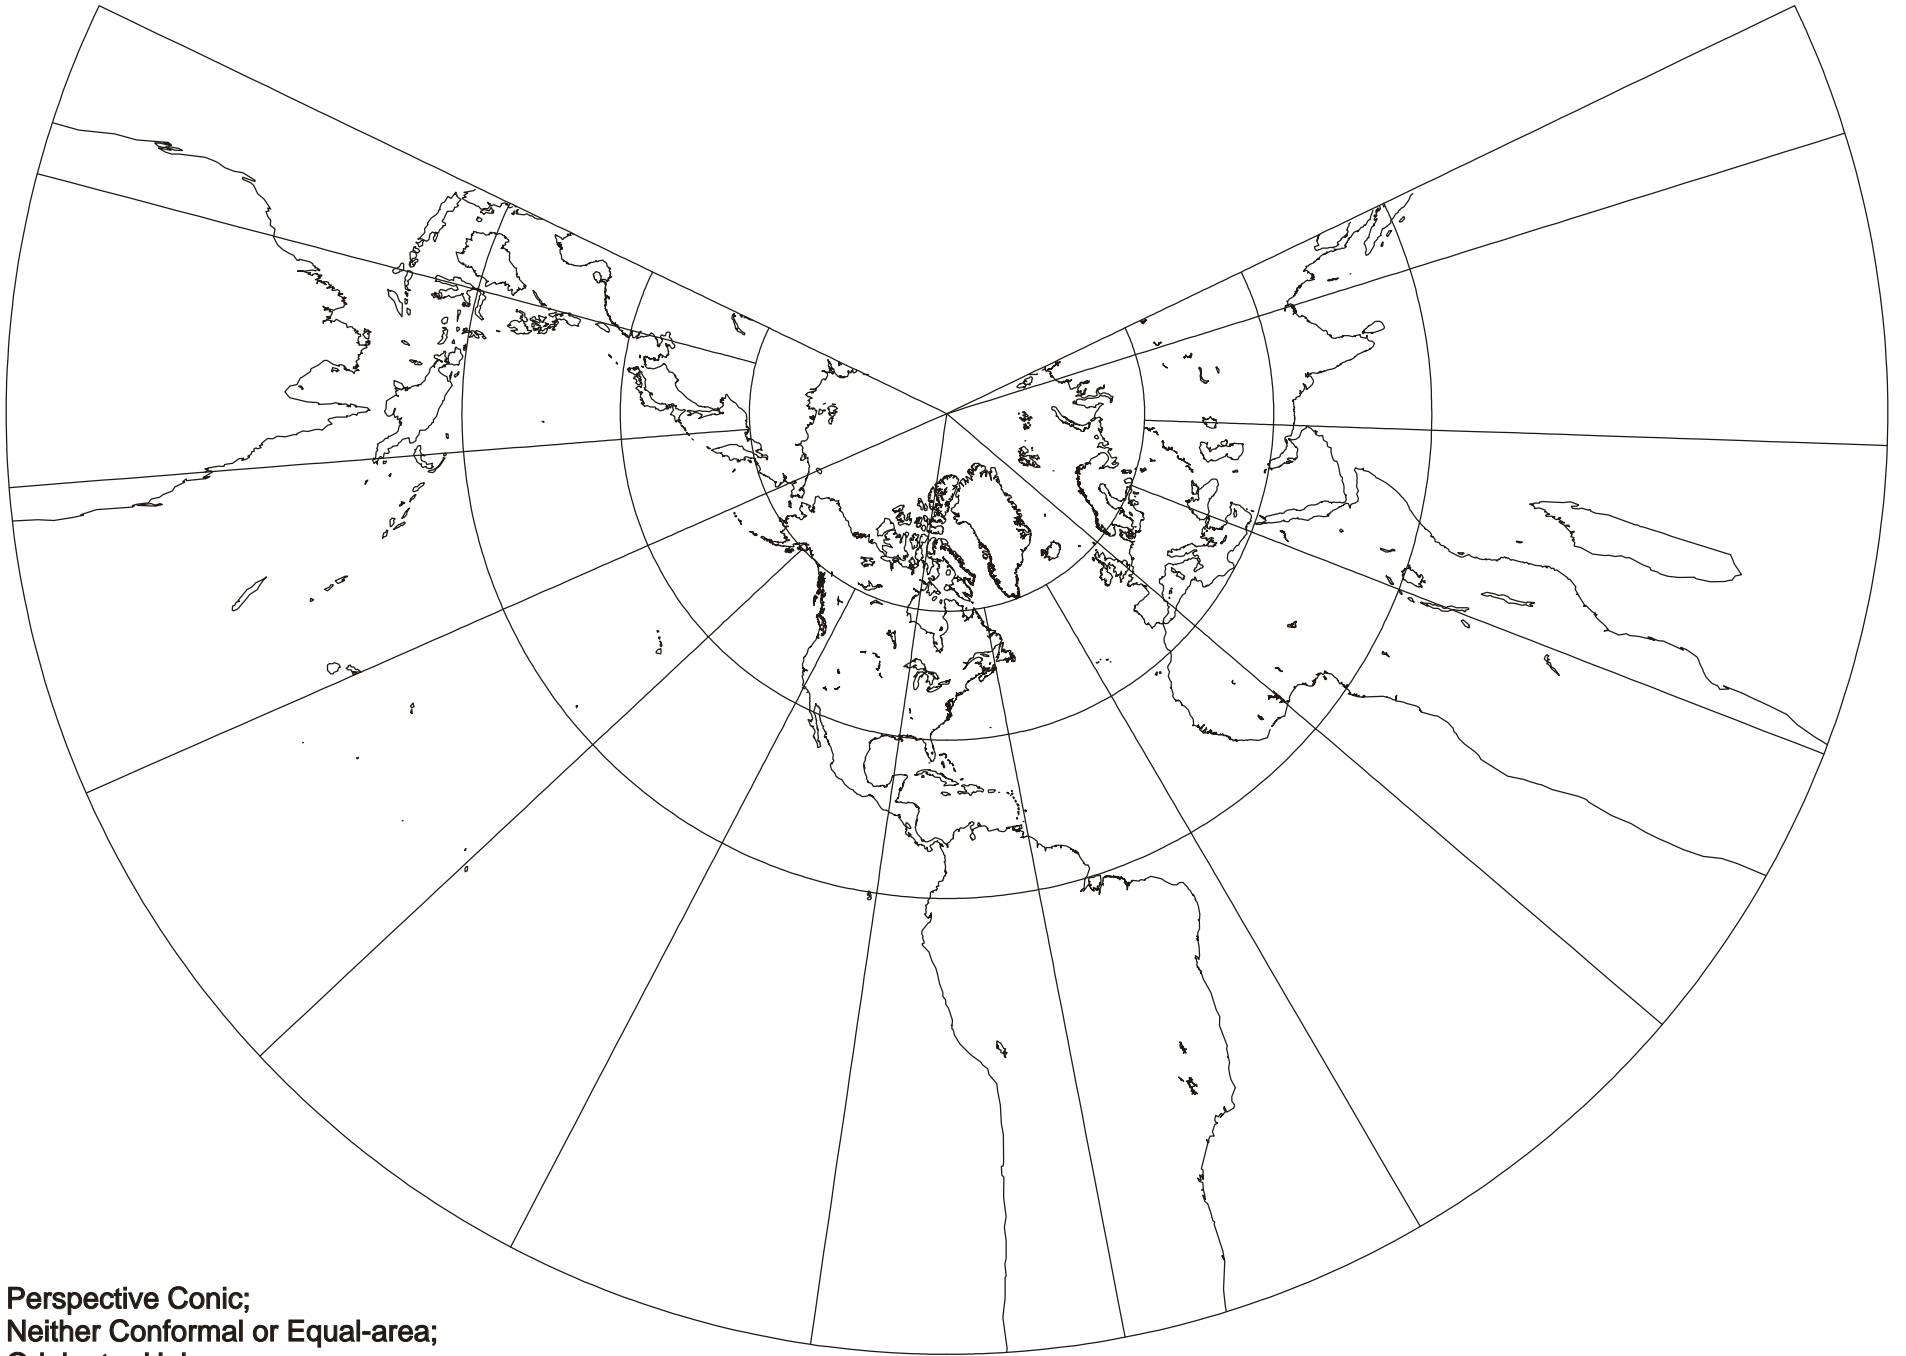 Perspective Conic;
Neither Conformal or Equal-area;